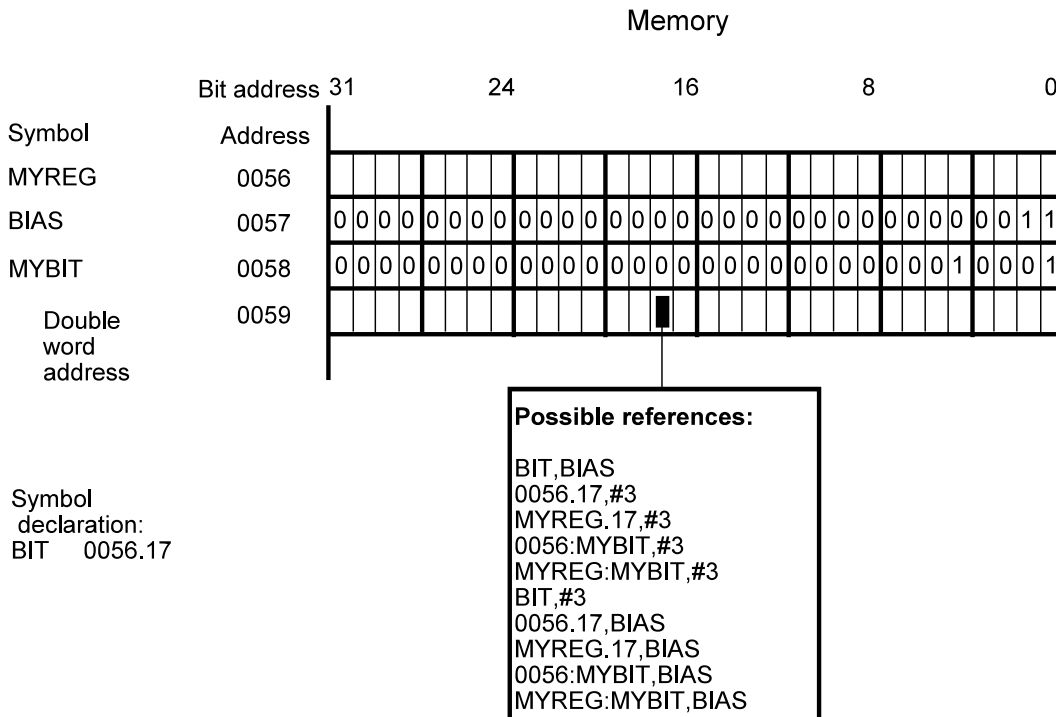 Memory
Bit address 31 24 16 8 0
Symbol Address
MYREG 0056
BIAS 0057 0 0 0 0 0 0 0 0 0 0 0 0 0 0 0 0 0 0 0 0 0 0 0 0 0 0 0 0 0 0 1 1
MYBIT 0058 0 0 0 0 0 0 0 0 0 0 0 0 0 0 0 0 0 0 0 0 0 0 0 0 0 0 0 1 0 0 0 1
0059
Double
word
address
Possible references:
BIT,BIAS
0056.17,#3
MYREG.17,#3
0056:MYBIT,#3
MYREG:MYBIT,#3
BIT,#3
0056.17,BIAS
MYREG.17,BIAS
0056:MYBIT,BIAS
MYREG:MYBIT,BIAS
Symbol
declaration:
BIT 0056.17